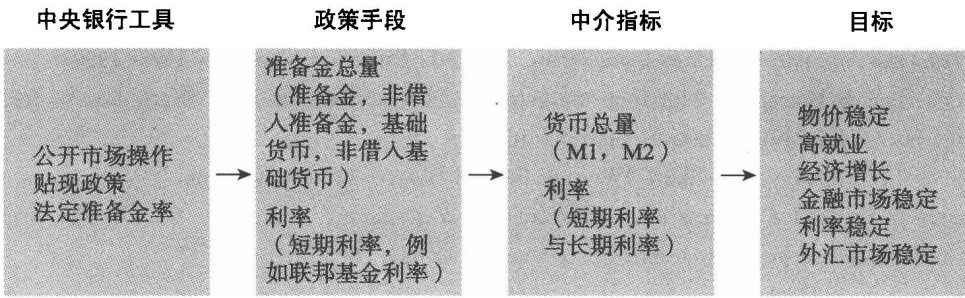 中央银行工具
政策手段
中介指标
目标
公开市场操作
贴现政策
法定准备金率
准备金总量
（准备金，非借
入准备金，基础
货币，非借入基
础货币）
利率
（短期利率，例
如联邦基金利率）
货币总量
（M1，M2）
利率
（短期利率
与长期利率）
物价稳定
高就业
经济增长
金融市场稳定
利率稳定
外汇市场稳定